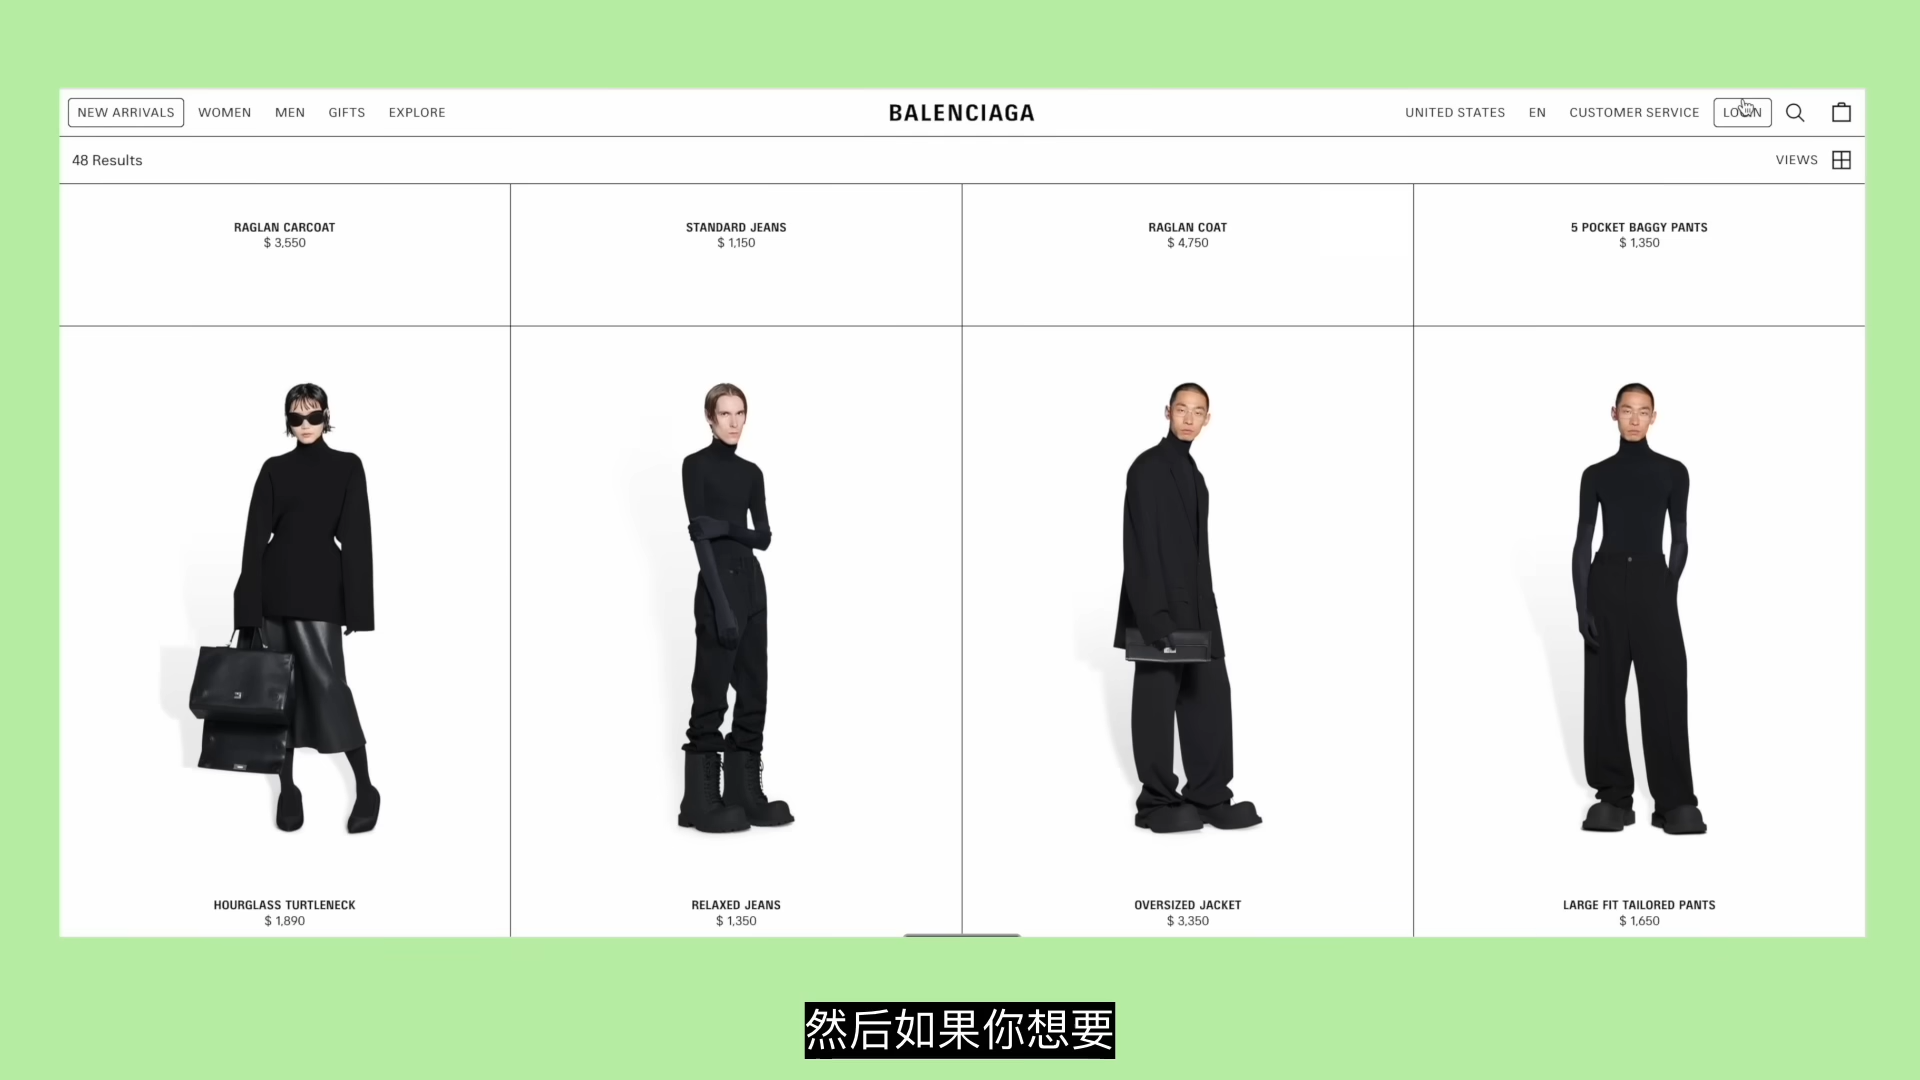 NEW ARRIVALS WOMEN MEN GIFTS EXPLORE BALENCIAGA UNITED STATES EN CUSTOMER SERVICE LOGIN
48 Results VIEWS
RAGLAN CARCOAT
$ 3,550
STANDARD JEANS
$ 1,150
RAGLAN COAT
$ 4,750
5 POCKET BAGGY PANTS
$ 1,350
HOURGLASS TURTLENECK
$ 1,890
RELAXED JEANS
$ 1,350
OVERSIZED JACKET
$ 3,350
LARGE FIT TAILORED PANTS
$ 1,650
然后如果你想要